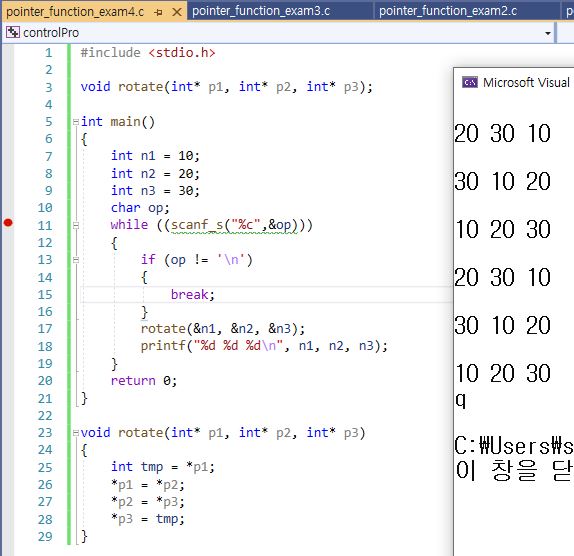 pointer_function_exam4.c pointer_function_exam3.c pointer_function_exam2.c
controlPro
1 #include <stdio.h>
2
3 void rotate(int* p1, int* p2, int* p3);
4
5 int main()
6 {
7 int n1 = 10;
8 int n2 = 20;
9 int n3 = 30;
10 char op;
11 while ((scanf_s("%c",&op)))
12 {
13 if (op != '\n')
14 {
15 break;
16 }
17 rotate(&n1, &n2, &n3);
18 printf("%d %d %d\n", n1, n2, n3);
19 }
20 return 0;
21 }
22
23 void rotate(int* p1, int* p2, int* p3)
24 {
25 int tmp = *p1;
26 *p1 = *p2;
27 *p2 = *p3;
28 *p3 = tmp;
29 }
Microsoft Visual
20 30 10
30 10 20
10 20 30
20 30 10
30 10 20
10 20 30
q
C:₩Users₩s
이 창을 닫